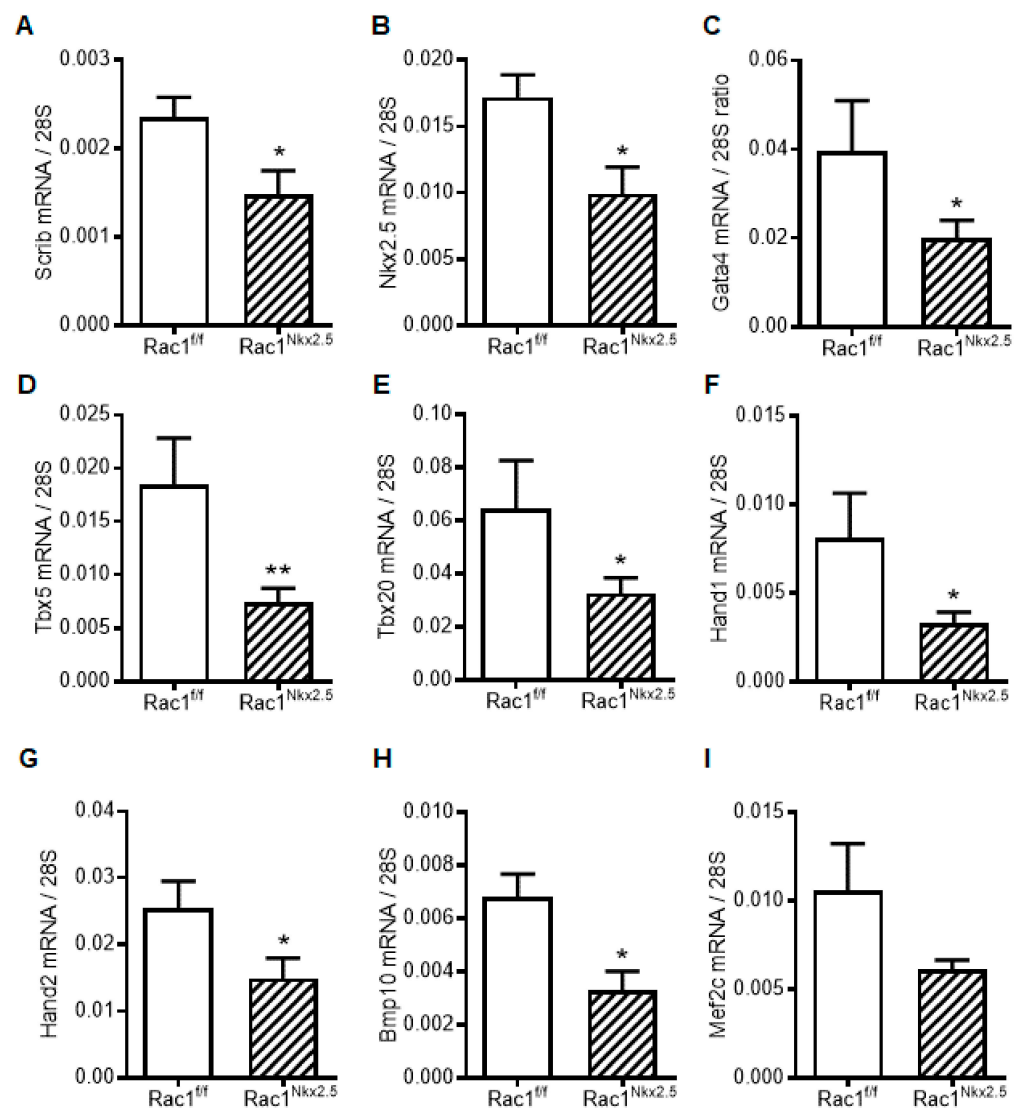 A
Scrib mRNA / 28S
0.003
0.002
0.001
0.000
*
Rac1f/f Rac1Nkx2.5
B
Nkx2.5 mRNA / 28S
0.020
0.015
0.010
0.005
0.000
*
Rac1f/f Rac1Nkx2.5
C
Gata4 mRNA / 28S ratio
0.06
0.04
0.02
0.00
*
Rac1f/f Rac1Nkx2.5
D
Tbx5 mRNA / 28S
0.025
0.020
0.015
0.010
0.005
0.000
**
Rac1f/f Rac1Nkx2.5
E
Tbx20 mRNA / 28S
0.10
0.08
0.06
0.04
0.02
0.00
*
Rac1f/f Rac1Nkx2.5
F
Hand1 mRNA / 28S
0.015
0.010
0.005
0.000
*
Rac1f/f Rac1Nkx2.5
G
Hand2 mRNA / 28S
0.04
0.03
0.02
0.01
0.00
*
Rac1f/f Rac1Nkx2.5
H
Bmp10 mRNA / 28S
0.010
0.008
0.006
0.004
0.002
0.000
*
Rac1f/f Rac1Nkx2.5
I
Mef2c mRNA / 28S
0.015
0.010
0.005
0.000
Rac1f/f Rac1Nkx2.5